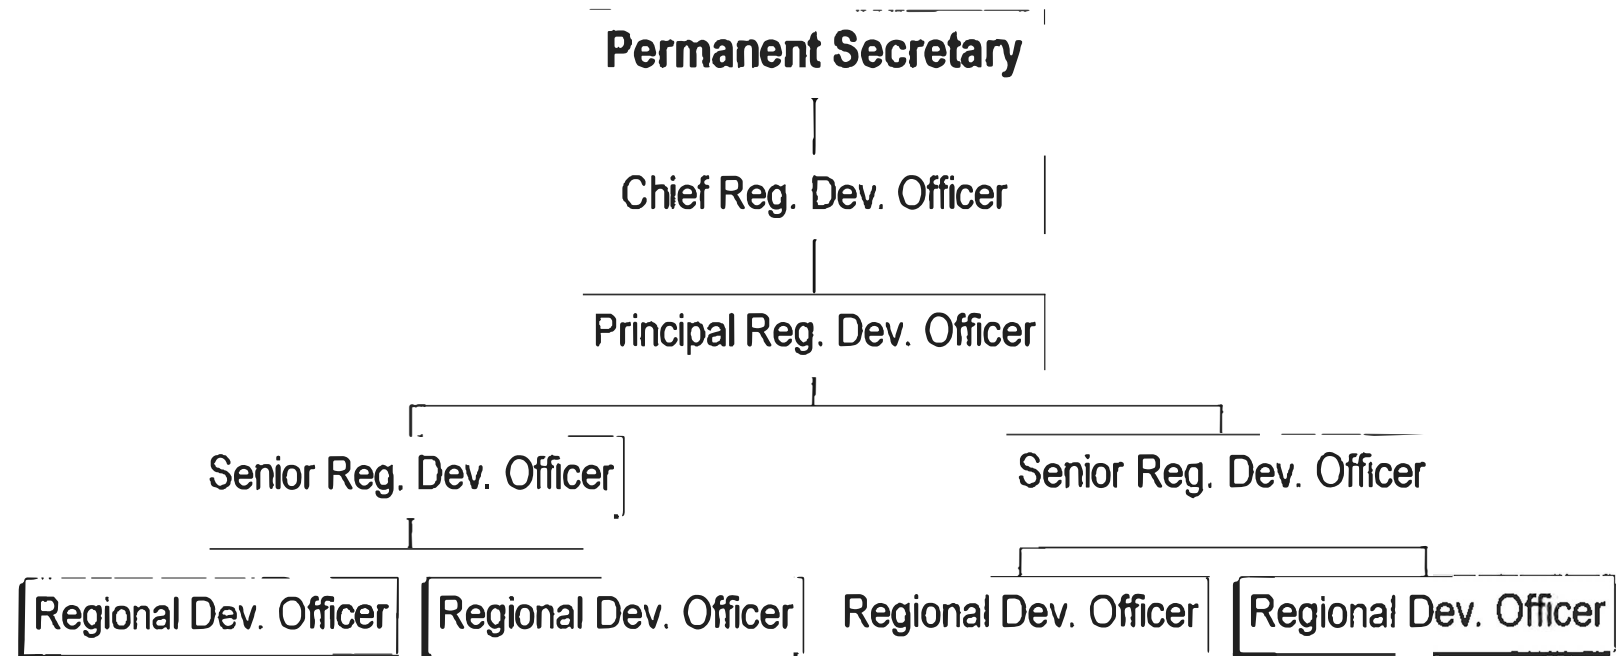 Permanent Secretary
Chief Reg. Dev. Officer
Principal Reg. Dev. Officer
Senior Reg. Dev. Officer
Senior Reg. Dev. Officer
Regional Dev. Officer
Regional Dev. Officer
Regional Dev. Officer
Regional Dev. Officer